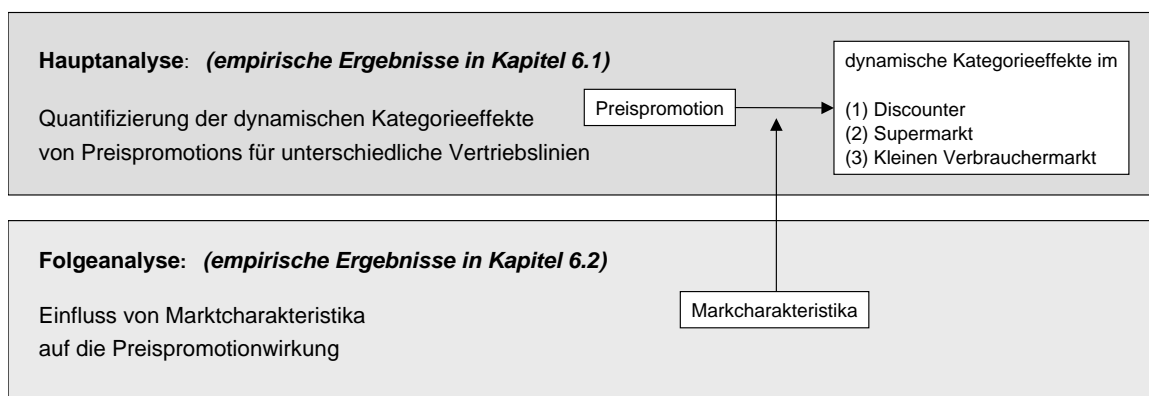 Hauptanalyse: (empirische Ergebnisse in Kapitel 6.1)
Quantifizierung der dynamischen Kategorieeffekte
von Preispromotions für unterschiedliche Vertriebslinien
Preispromotion
dynamische Kategorieeffekte im
(1) Discounter
(2) Supermarkt
(3) Kleinen Verbrauchermarkt
Folgeanalyse: (empirische Ergebnisse in Kapitel 6.2)
Einfluss von Marktcharakteristika
auf die Preispromotionwirkung
Markcharakteristika